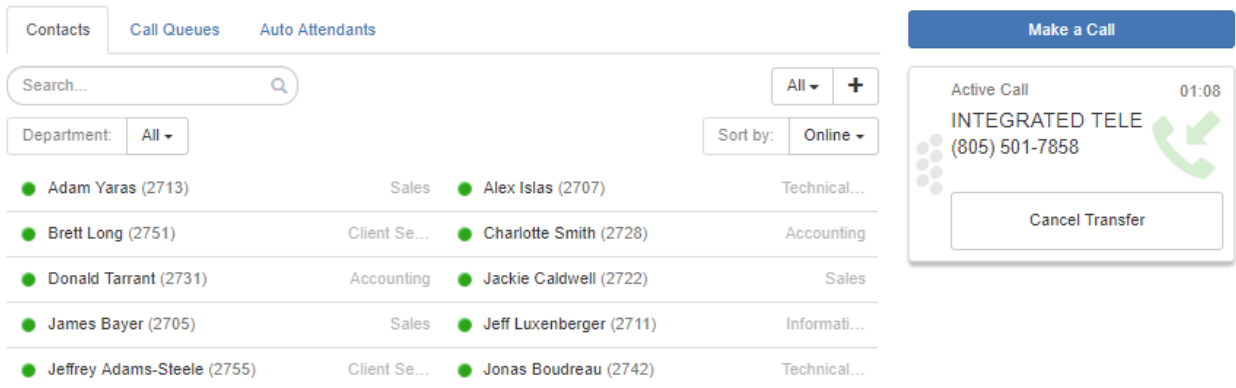 Contacts Call Queues Auto Attendants
Make a Call
Search...
All +
Department: All
Sort by: Online
Active Call 01:08
INTEGRATED TELE
(805) 501-7858
Cancel Transfer
Adam Yaras (2713) Sales Alex Islas (2707) Technical...
Brett Long (2751) Client Se... Charlotte Smith (2728) Accounting
Donald Tarrant (2731) Accounting Jackie Caldwell (2722) Sales
James Bayer (2705) Sales Jeff Luxenberger (2711) Informati...
Jeffrey Adams-Steele (2755) Client Se... Jonas Boudreau (2742) Technical...